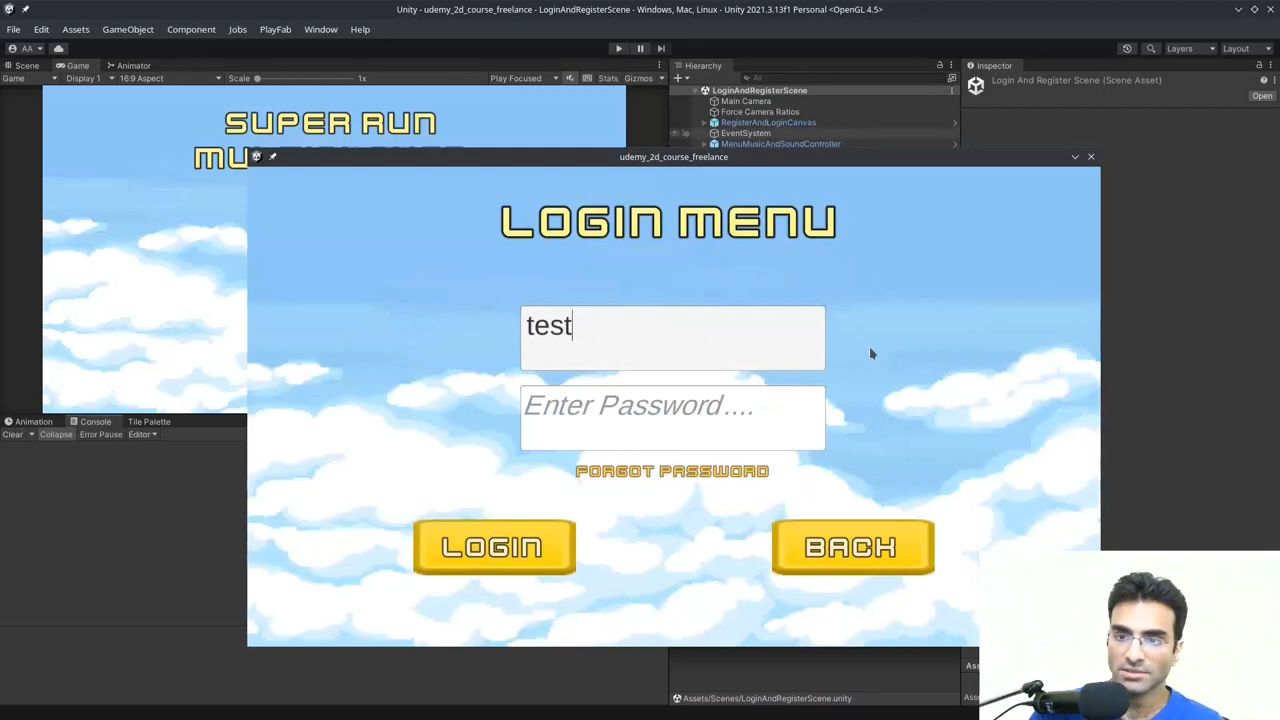 Unity - udemy_2d_course_freelance - LoginAndRegisterScene - Windows, Mac, Linux - Unity 2021.3.13f1 Personal <OpenGL 4.5>
File Edit Assets GameObject Component Jobs PlayFab Window Help
AA Layers Layout
Scene Game Animator Hierarchy Inspector
Game Display 1 16:9 Aspect Scale 1x Play Focused Stats Gizmos All Login And Register Scene (Scene Asset)
LoginAndRegisterScene Open
Main Camera
Force Camera Ratios
RegisterAndLoginCanvas
EventSystem
MenuMusicAndSoundController
SUPER RUN
udemy_2d_course_freelance
LOGIN MENU
test
Enter Password....
FORGOT PASSWORD
LOGIN BACK
Animation Console Tile Palette
Clear Collapse Error Pause Editor
Assets/Scenes/LoginAndRegisterScene.unity